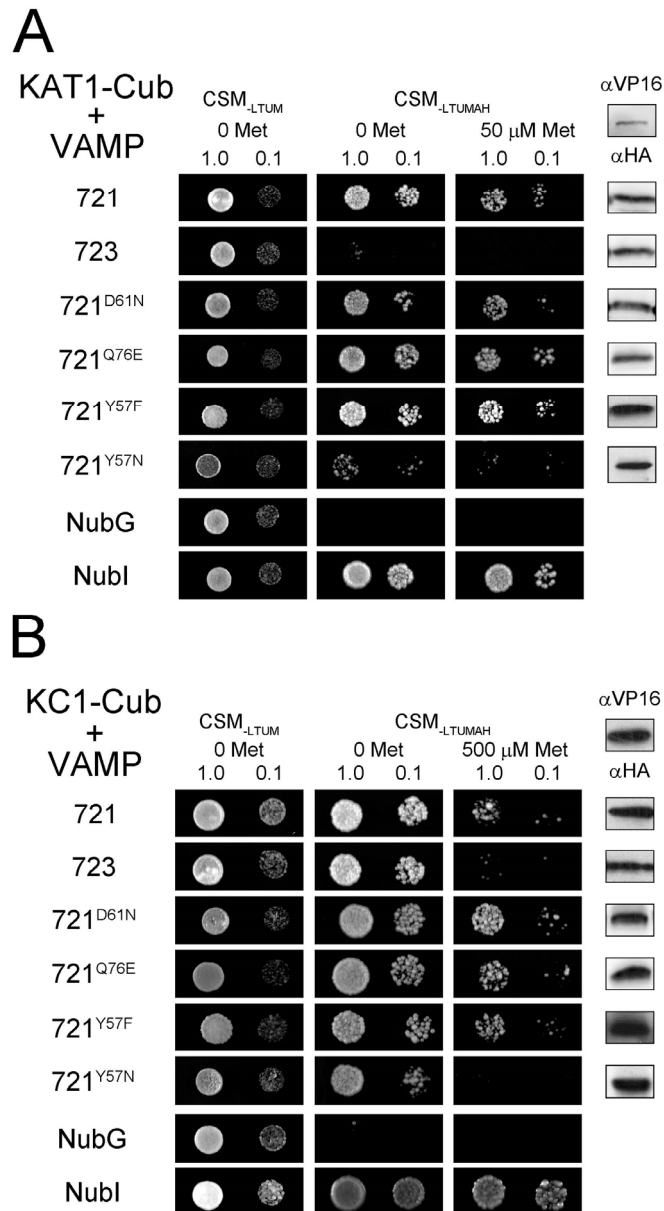 A
KAT1-Cub
+
VAMP
CSM-LTUM
CSM-LTUMAH
0 Met
0 Met
50 µM Met
1.0 0.1
1.0 0.1
1.0 0.1
αVP16
αHA
721
723
721D61N
721Q76E
721Y57F
721Y57N
NubG
NubI
B
KC1-Cub
+
VAMP
CSM-LTUM
CSM-LTUMAH
0 Met
0 Met
500 µM Met
1.0 0.1
1.0 0.1
1.0 0.1
αVP16
αHA
721
723
721D61N
721Q76E
721Y57F
721Y57N
NubG
NubI